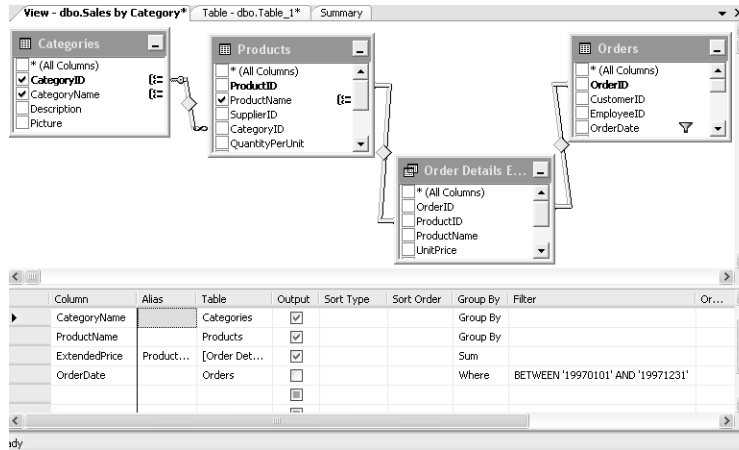 View - dbo.Sales by Category* Table - dbo.Table_1* Summary
Categories
* (All Columns)
CategoryID
CategoryName
Description
Picture
Products
* (All Columns)
ProductID
ProductName
SupplierID
CategoryID
QuantityPerUnit
Orders
* (All Columns)
OrderID
CustomerID
EmployeeID
OrderDate
Order Details E...
* (All Columns)
OrderID
ProductID
ProductName
UnitPrice
Column Alias Table Output Sort Type Sort Order Group By Filter Or...
CategoryName Categories Group By
ProductName Products Group By
ExtendedPrice Product... [Order Det... Sum
OrderDate Orders Where BETWEEN '19970101' AND '19971231'
ady